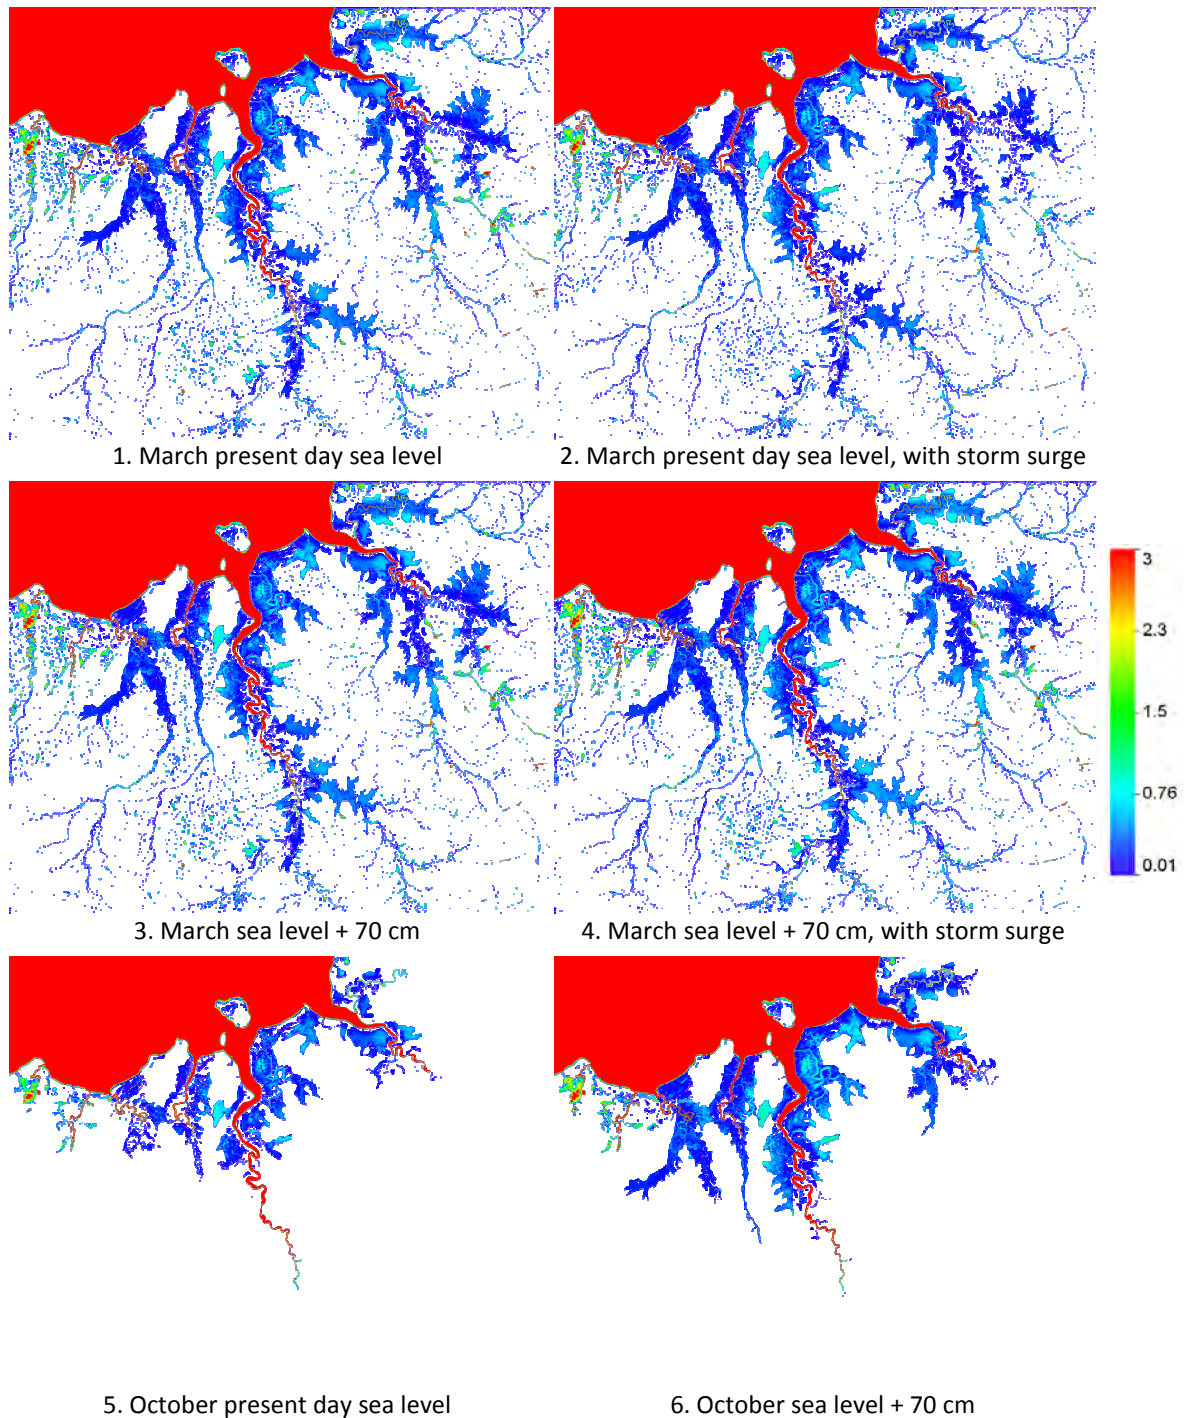 1. March present day sea level
2. March present day sea level, with storm surge
3. March sea level + 70 cm
4. March sea level + 70 cm, with storm surge
3
2.3
1.5
0.76
0.01
5. October present day sea level
6. October sea level + 70 cm